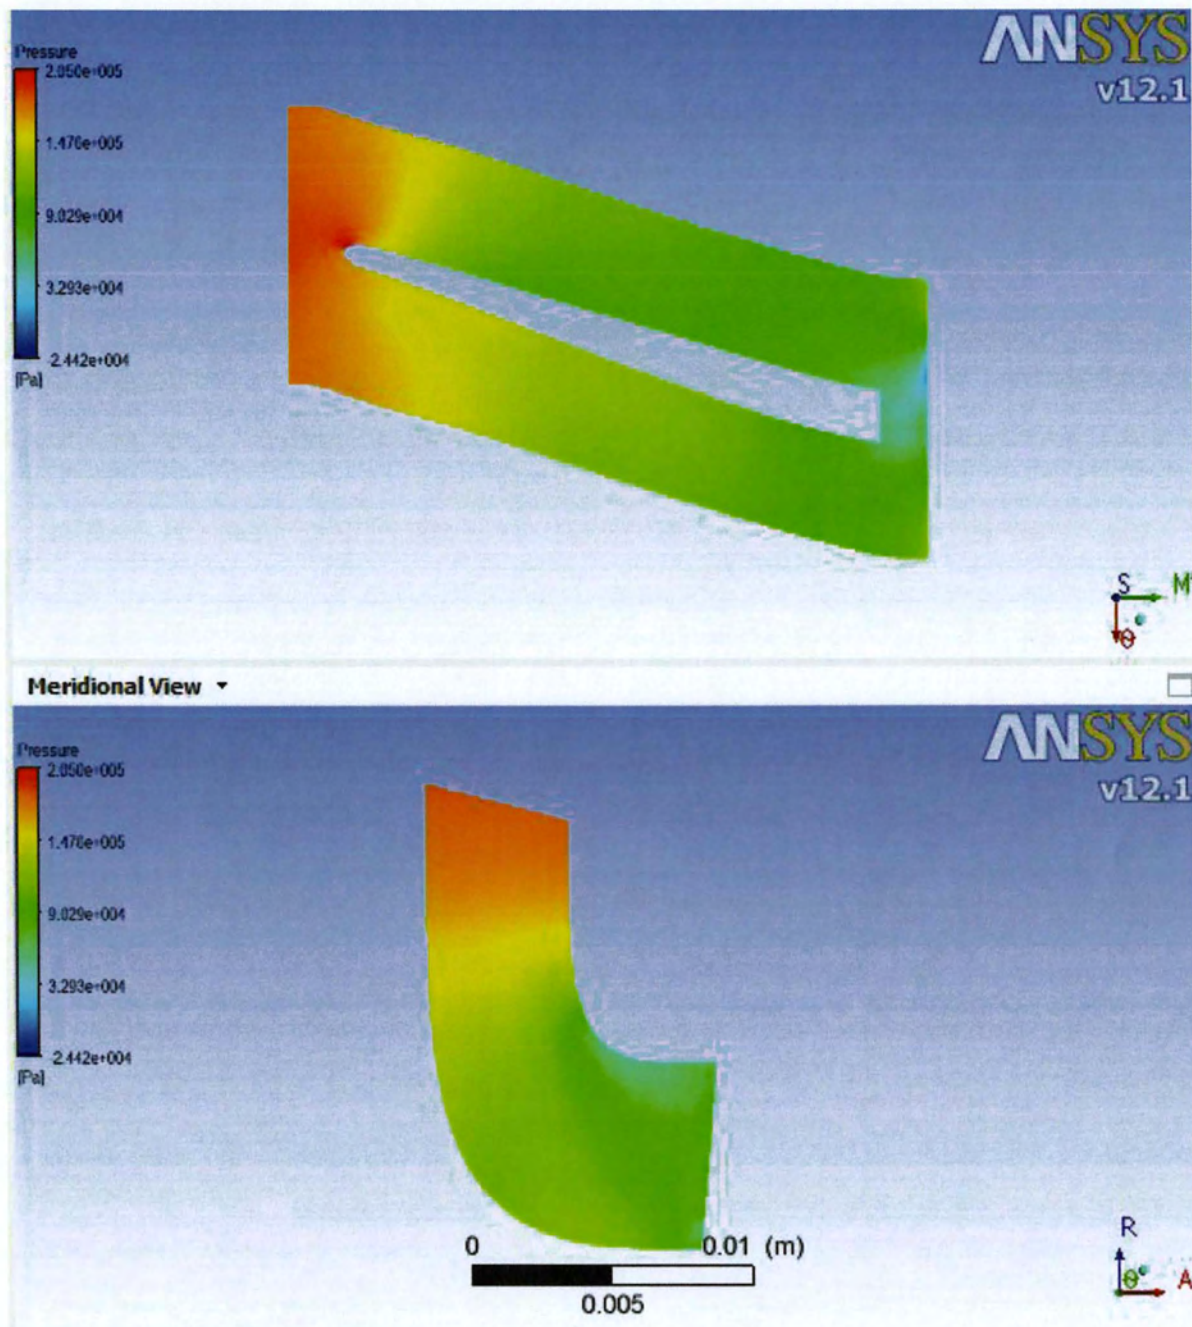 ANSYS
v12.1
Pressure
2.050e+005
1.476e+005
9.029e+004
3.293e+004
-2.442e+004
[Pa]
S M
θ
Meridional View
ANSYS
v12.1
Pressure
2.050e+005
1.476e+005
9.029e+004
3.293e+004
-2.442e+004
[Pa]
0 0.01 (m)
0.005
R
θ A